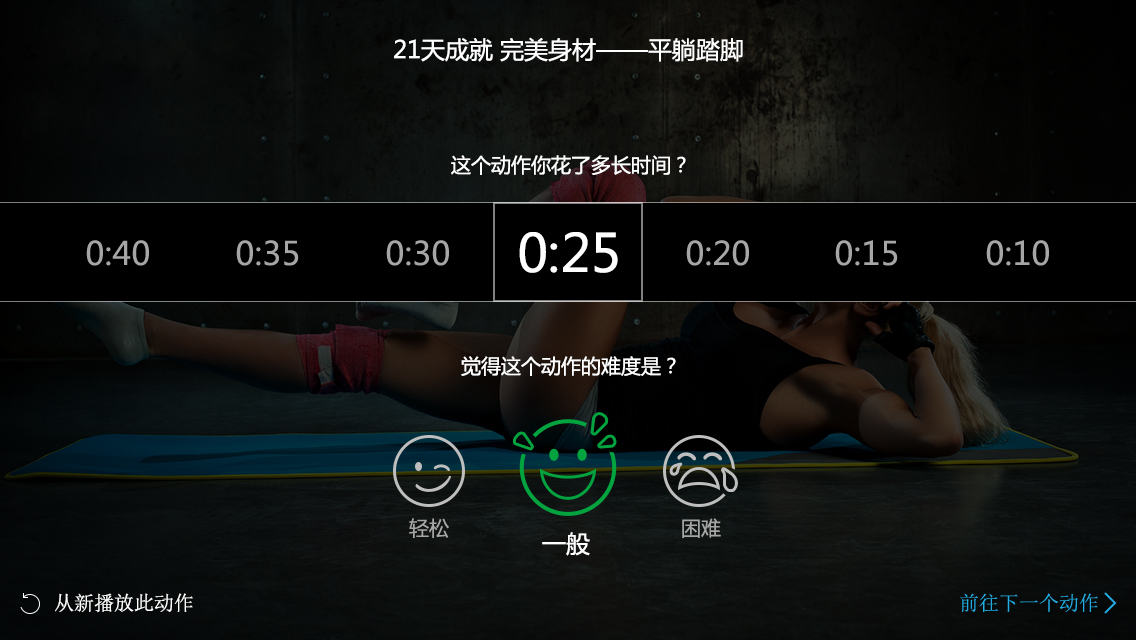 21天成就 完美身材——平躺踏脚
这个动作你花了多长时间？
0:40 0:35 0:30 0:25 0:20 0:15 0:10
觉得这个动作的难度是？
轻松 一般 困难
从新播放此动作 前往下一个动作